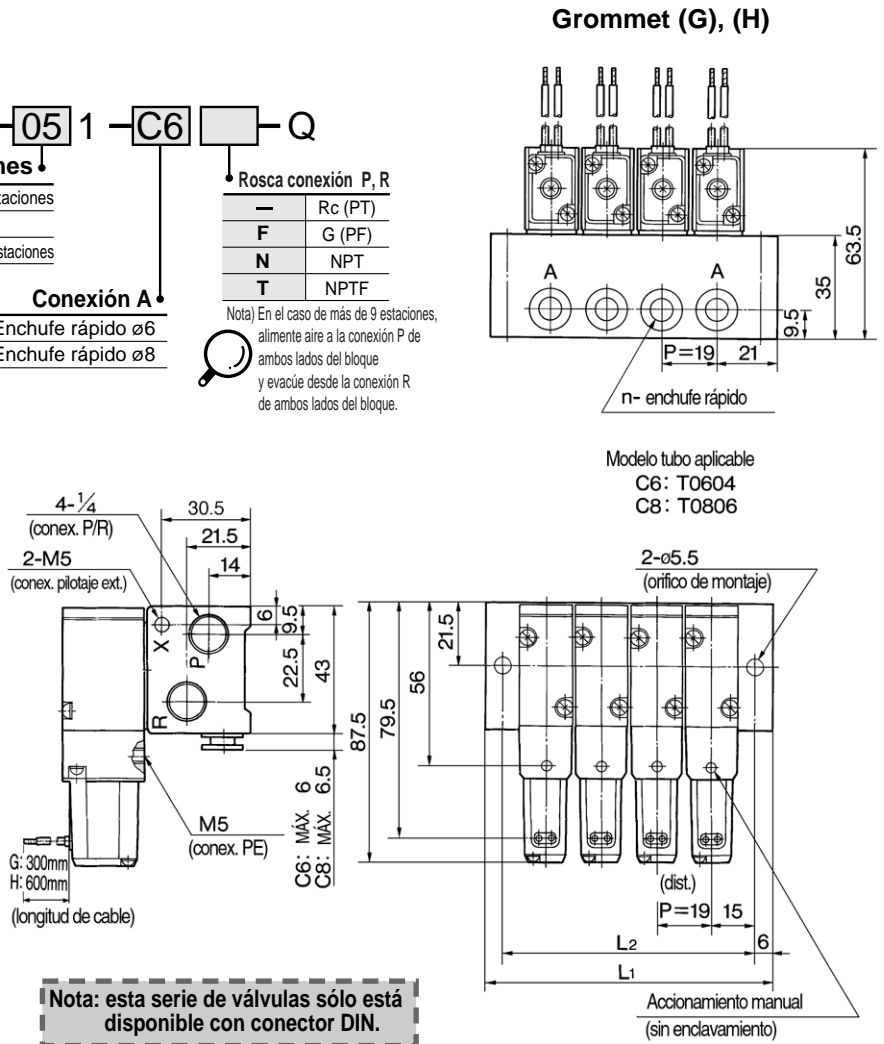 Grommet (G), (H)
05 1 – C6 – Q
nes
taciones
staciones
Conexión A
Enchufe rápido ø6
Enchufe rápido ø8
Rosca conexión P, R
— Rc (PT)
F G (PF)
N NPT
T NPTF
Nota) En el caso de más de 9 estaciones,
alimente aire a la conexión P de
ambos lados del bloque
y evacúe desde la conexión R
de ambos lados del bloque.
A A
63.5
35
9.5
P=19 21
n- enchufe rápido
Modelo tubo aplicable
C6: T0604
C8: T0806
4-1/4
(conex. P/R)
2-M5
(conex. pilotaje ext.)
30.5
21.5
14
6
9.5
22.5
43
X
P
R
M5
(conex. PE)
C6: MÁX. 6
C8: MÁX. 6.5
G: 300mm
H: 600mm
(longitud de cable)
2-ø5.5
(orifico de montaje)
87.5
79.5
56
21.5
(dist.)
P=19 15
L2 6
L1
Accionamiento manual
(sin enclavamiento)
Nota: esta serie de válvulas sólo está
disponible con conector DIN.